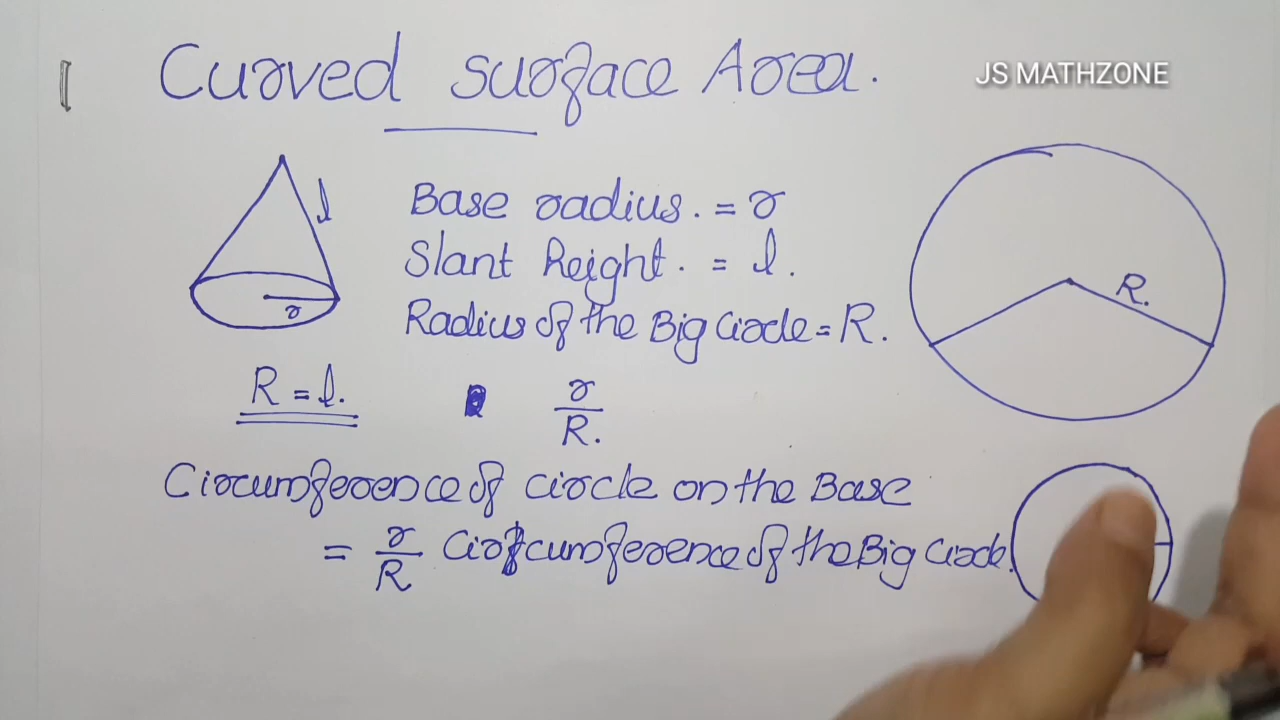 Curved surface Area.
JS MATHZONE
l
r
Base radius. = r
Slant Reight. = l.
Radius of the Big Circle = R.
R.
R = l.
r
R.
Circumference of circle on the Base
= r/R Circumference of the Big Circle.